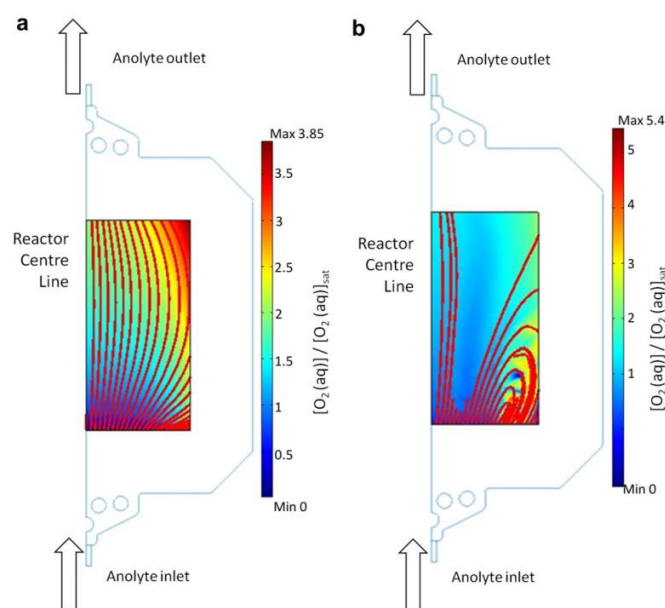 a
Anolyte outlet
Max 3.85
3.5
3
2.5
2
1.5
1
0.5
Min 0
Reactor
Centre
Line
[O2 (aq)] / [O2 (aq)]sat
Anolyte inlet
b
Anolyte outlet
Max 5.4
5
4
3
2
1
Min 0
Reactor
Centre
Line
[O2 (aq)] / [O2 (aq)]sat
Anolyte inlet